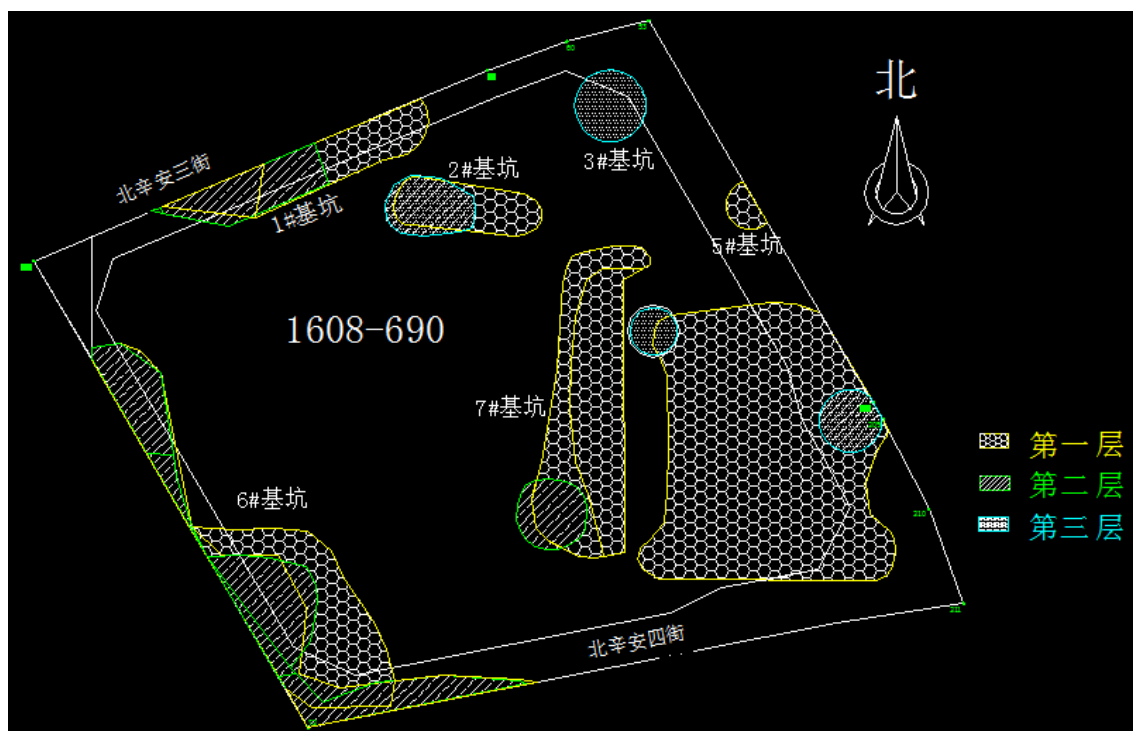 北
北辛安三街
1#基坑
2#基坑
3#基坑
5#基坑
1608-690
7#基坑
6#基坑
第一层
第二层
第三层
210
北辛安四街